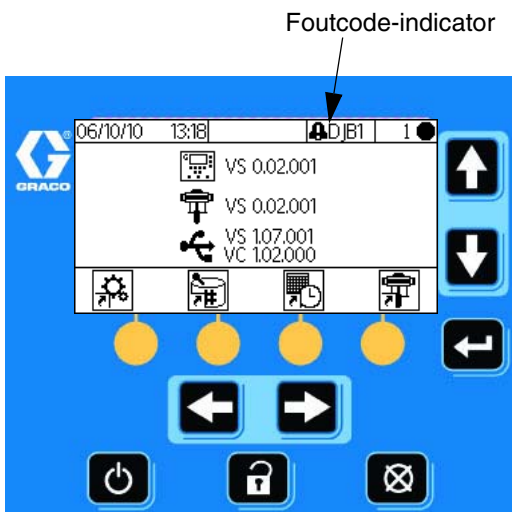 Foutcode-indicator
06/10/10 13:18 DJB1 1
VS 0.02.001
VS 0.02.001
VS 1.07.001
VC 1.02.000
GRACO